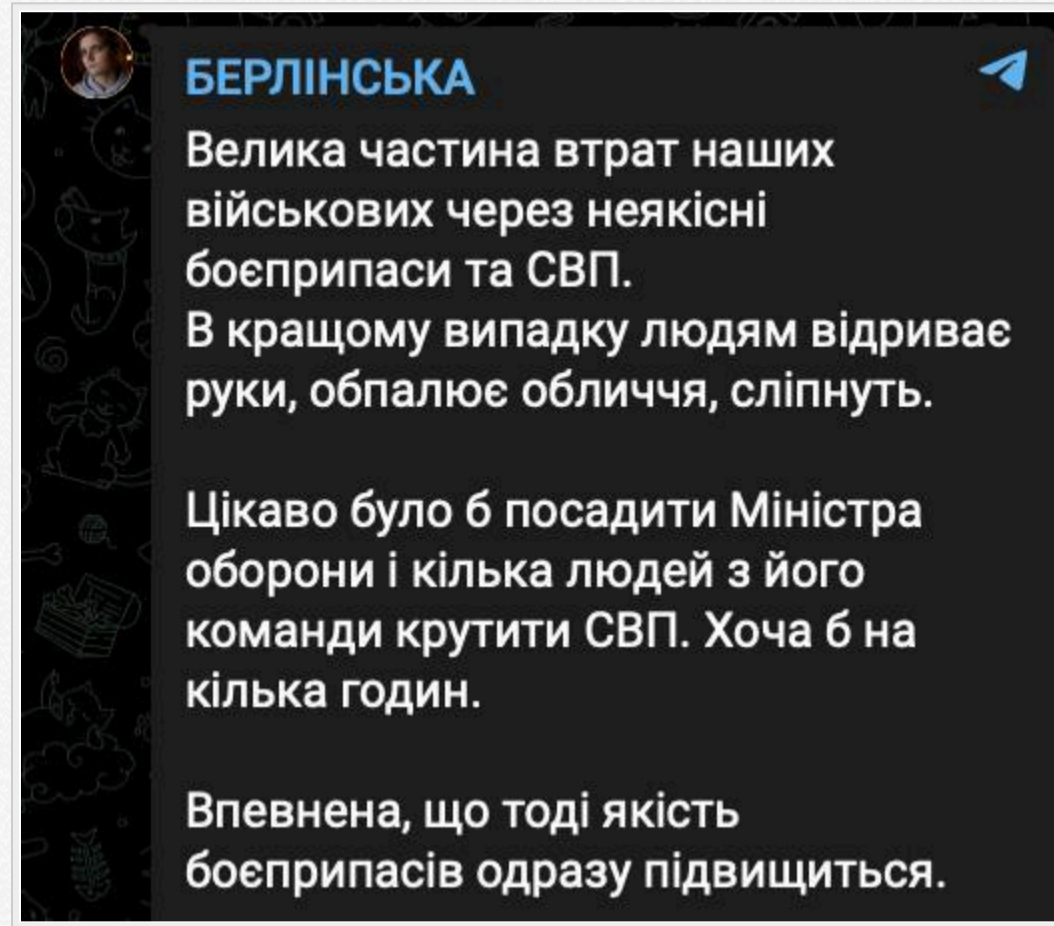 БЕРЛІНСЬКА
Велика частина втрат наших
військових через неякісні
боєприпаси та СВП.
В кращому випадку людям відриває
руки, обпалює обличчя, сліпнуть.
Цікаво було б посадити Міністра
оборони і кілька людей з його
команди крутити СВП. Хоча б на
кілька годин.
Впевнена, що тоді якість
боєприпасів одразу підвищиться.